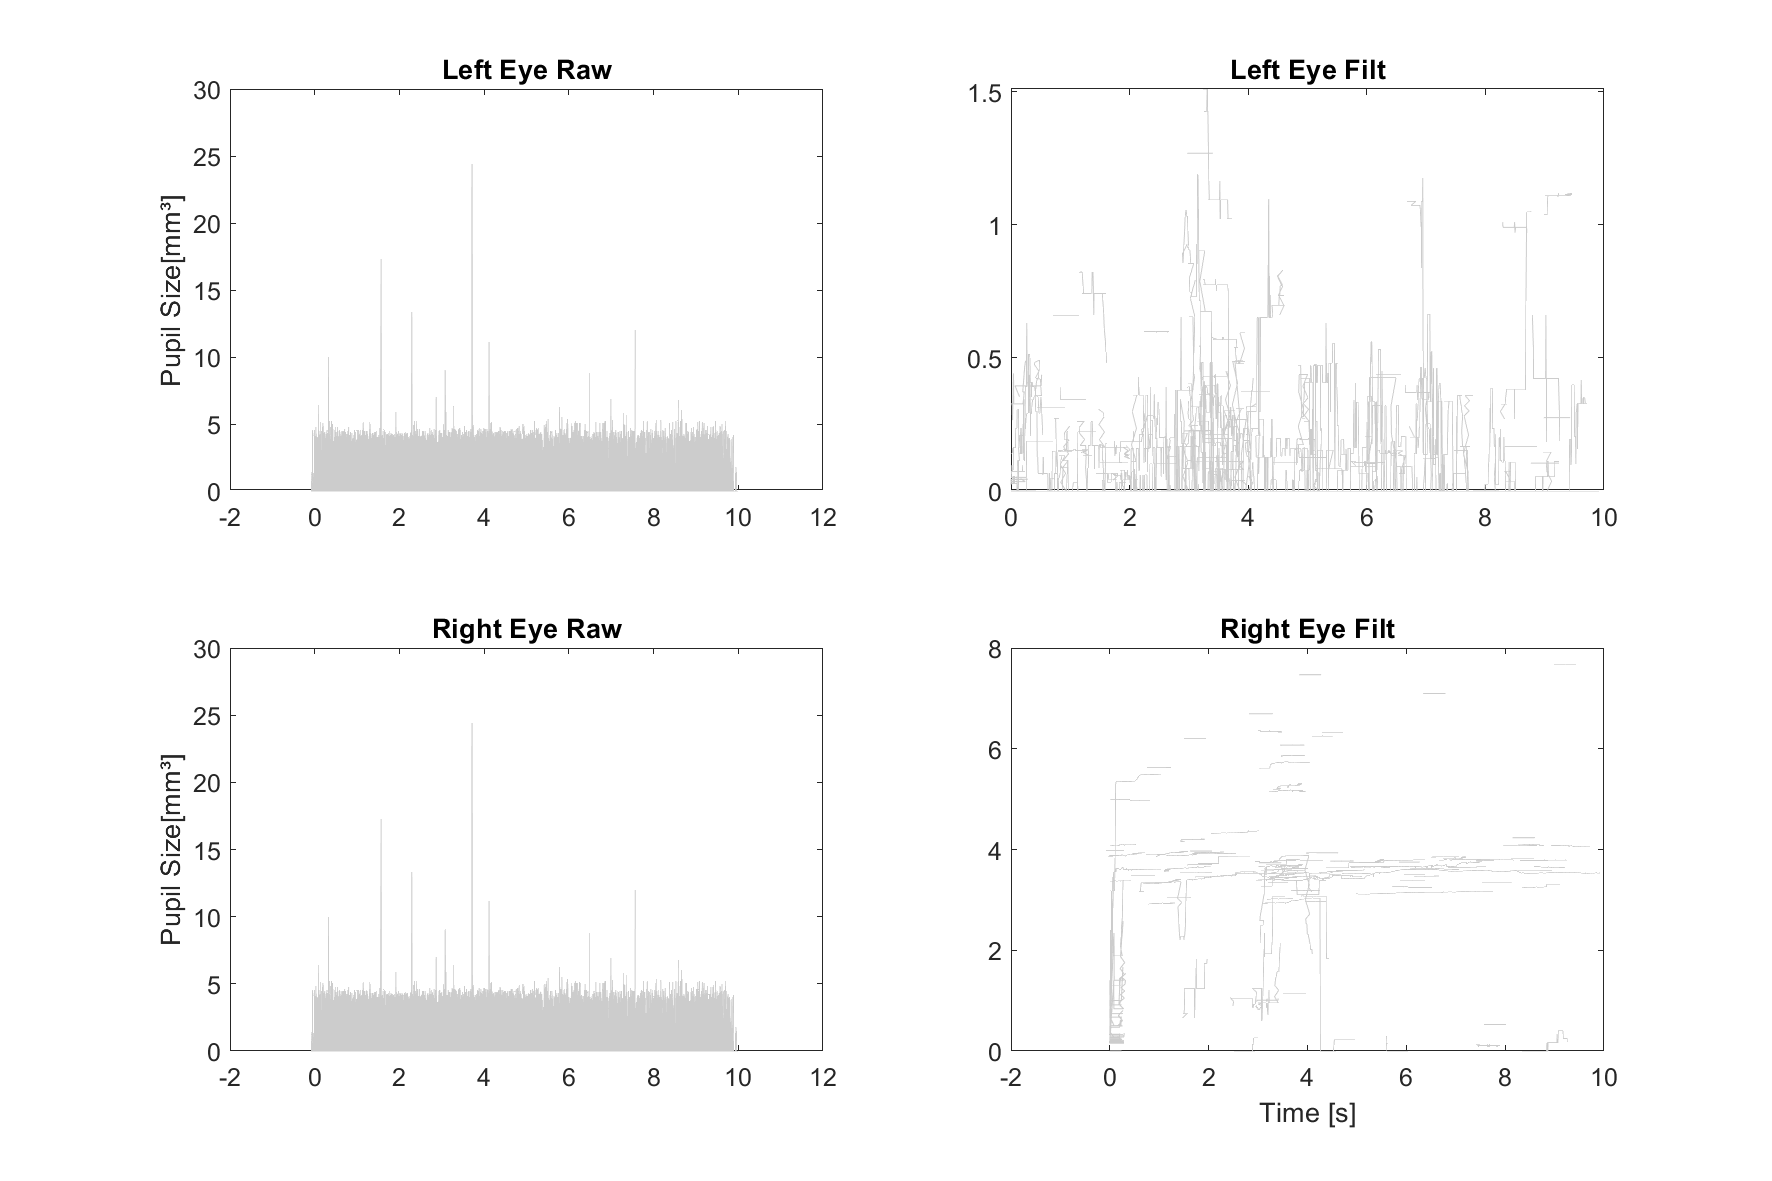 Left Eye Raw
Pupil Size[mm³]
30
25
20
15
10
5
0
-2 0 2 4 6 8 10 12
Left Eye Filt
1.5
1
0.5
0
0 2 4 6 8 10
Right Eye Raw
Pupil Size[mm³]
30
25
20
15
10
5
0
-2 0 2 4 6 8 10 12
Right Eye Filt
8
6
4
2
0
-2 0 2 4 6 8 10
Time [s]